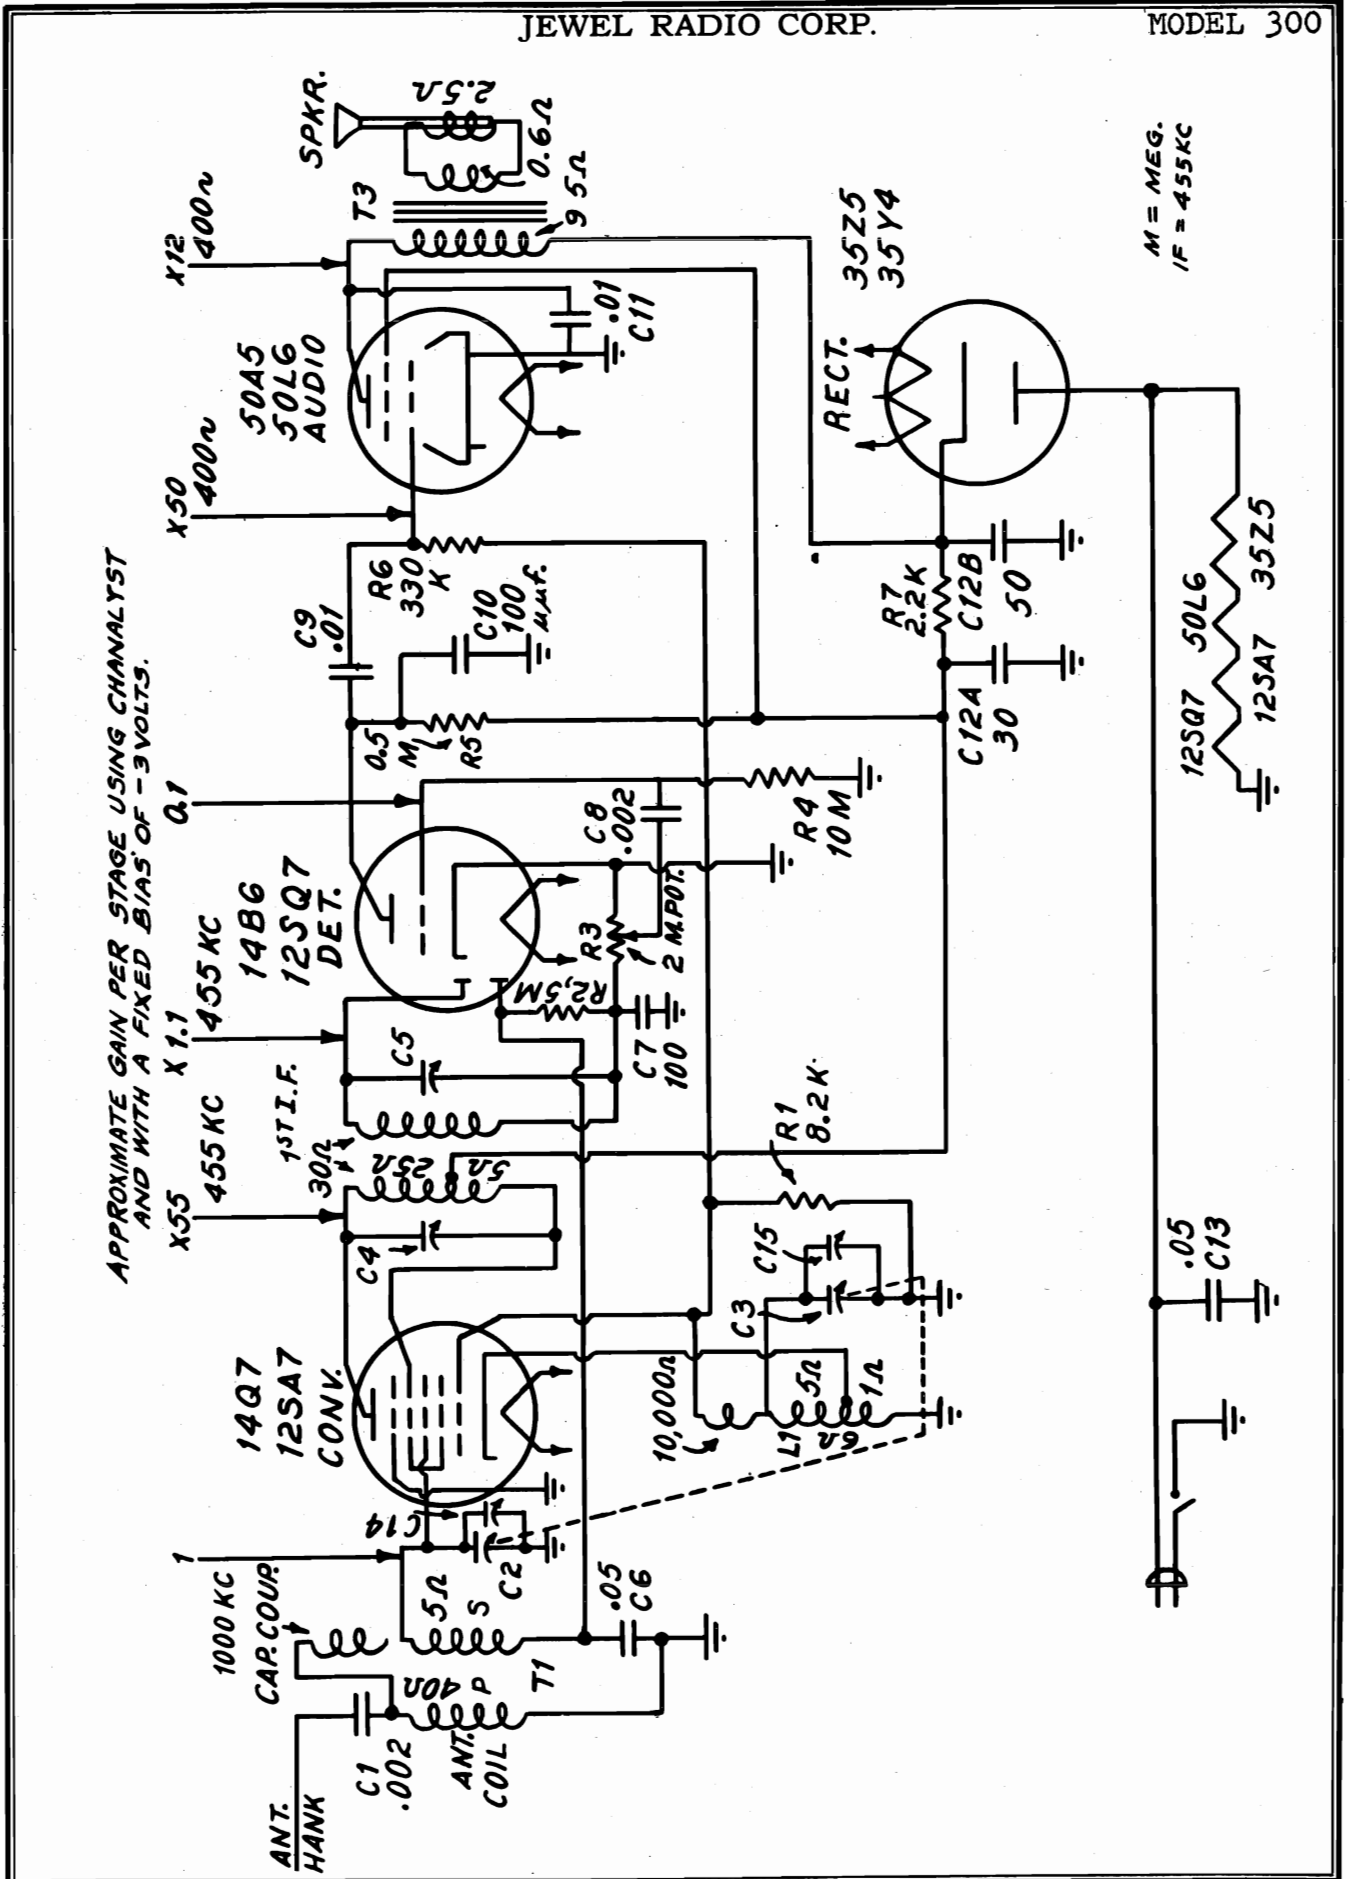 JEWEL RADIO CORP.
MODEL 300
APPROXIMATE GAIN PER STAGE USING CHANALYST
AND WITH A FIXED BIAS OF -3 VOLTS.
1
1000 KC
CAP. COUP.
X55
455 KC
X 1.1
455 KC
0.1
X50
400~
X12
400~
ANT.
HANK
C1
.002
ANT.
COIL
40Ω
P
T1
5Ω
S
C14
C2
.05
C6
14Q7
12SA7
CONV.
C4
1ST I.F.
30Ω
25Ω
5Ω
C5
14B6
12SQ7
DET.
R2, 5M
R3
2 M.POT.
C7
100
C8
.002
R4
10M
0.5
M
R5
C9
.01
R6
330
K
C10
100
μμf.
50A5
50L6
AUDIO
.01
C11
T3
SPKR.
2.5Ω
0.6Ω
95Ω
10,000Ω
L1
5Ω
6Ω
1Ω
C3
C15
R1
8.2K
C12A
30
R7
2.2K
C12B
50
RECT.
35Z5
35Y4
M = MEG.
IF = 455KC
.05
C13
12SQ7
50L6
12SA7
35Z5